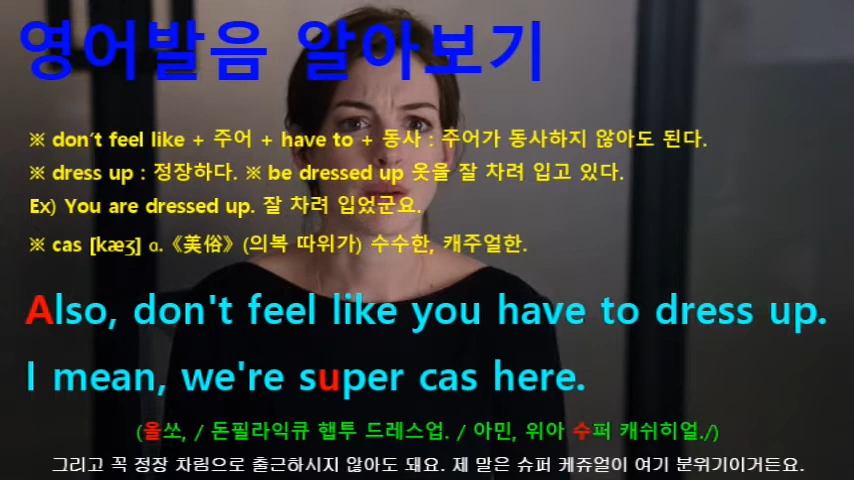 영어발음 알아보기
※ don't feel like + 주어 + have to + 동사 : 주어가 동사하지 않아도 된다.
※ dress up : 정장하다. ※ be dressed up 옷을 잘 차려 입고 있다.
Ex) You are dressed up. 잘 차려 입었군요.
※ cas [kæʒ] a.《美俗》(의복 따위가) 수수한, 캐주얼한.
Also, don't feel like you have to dress up.
I mean, we're super cas here.
(올쏘, / 돈필라익큐 햅투 드레스업. / 아민, 위아 수퍼 캐쉬히얼./)
그리고 꼭 정장 차림으로 출근하시지 않아도 돼요. 제 말은 슈퍼 케쥬얼이 여기 분위기이거든요.